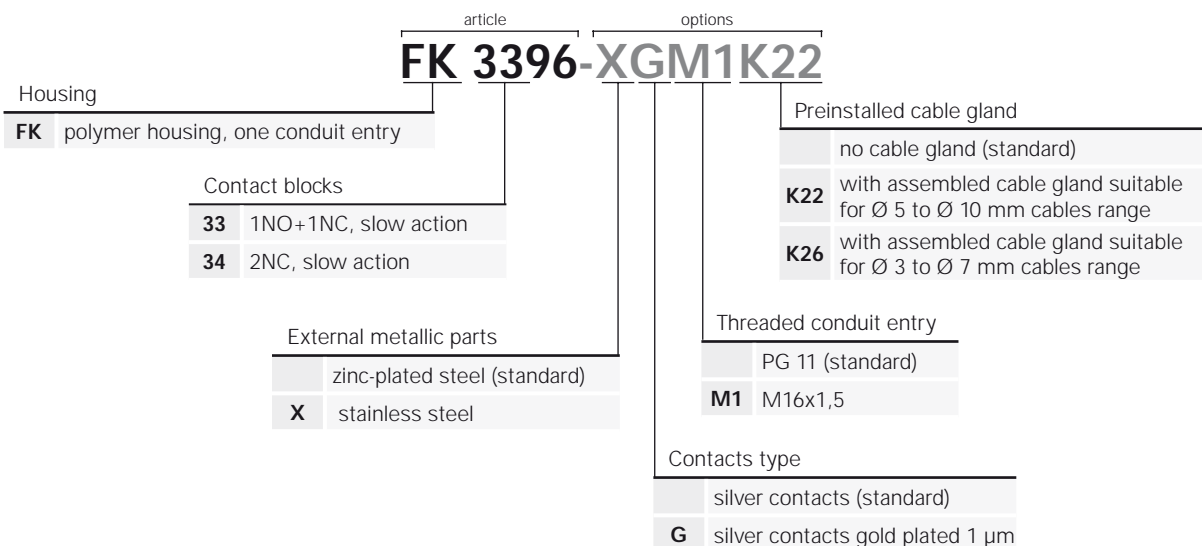 article
options
FK 3396-XGM1K22
Housing
FK polymer housing, one conduit entry
Contact blocks
33 1NO+1NC, slow action
34 2NC, slow action
External metallic parts
zinc-plated steel (standard)
X stainless steel
Preinstalled cable gland
no cable gland (standard)
K22 with assembled cable gland suitable
for Ø 5 to Ø 10 mm cables range
K26 with assembled cable gland suitable
for Ø 3 to Ø 7 mm cables range
Threaded conduit entry
PG 11 (standard)
M1 M16x1,5
Contacts type
silver contacts (standard)
G silver contacts gold plated 1 µm